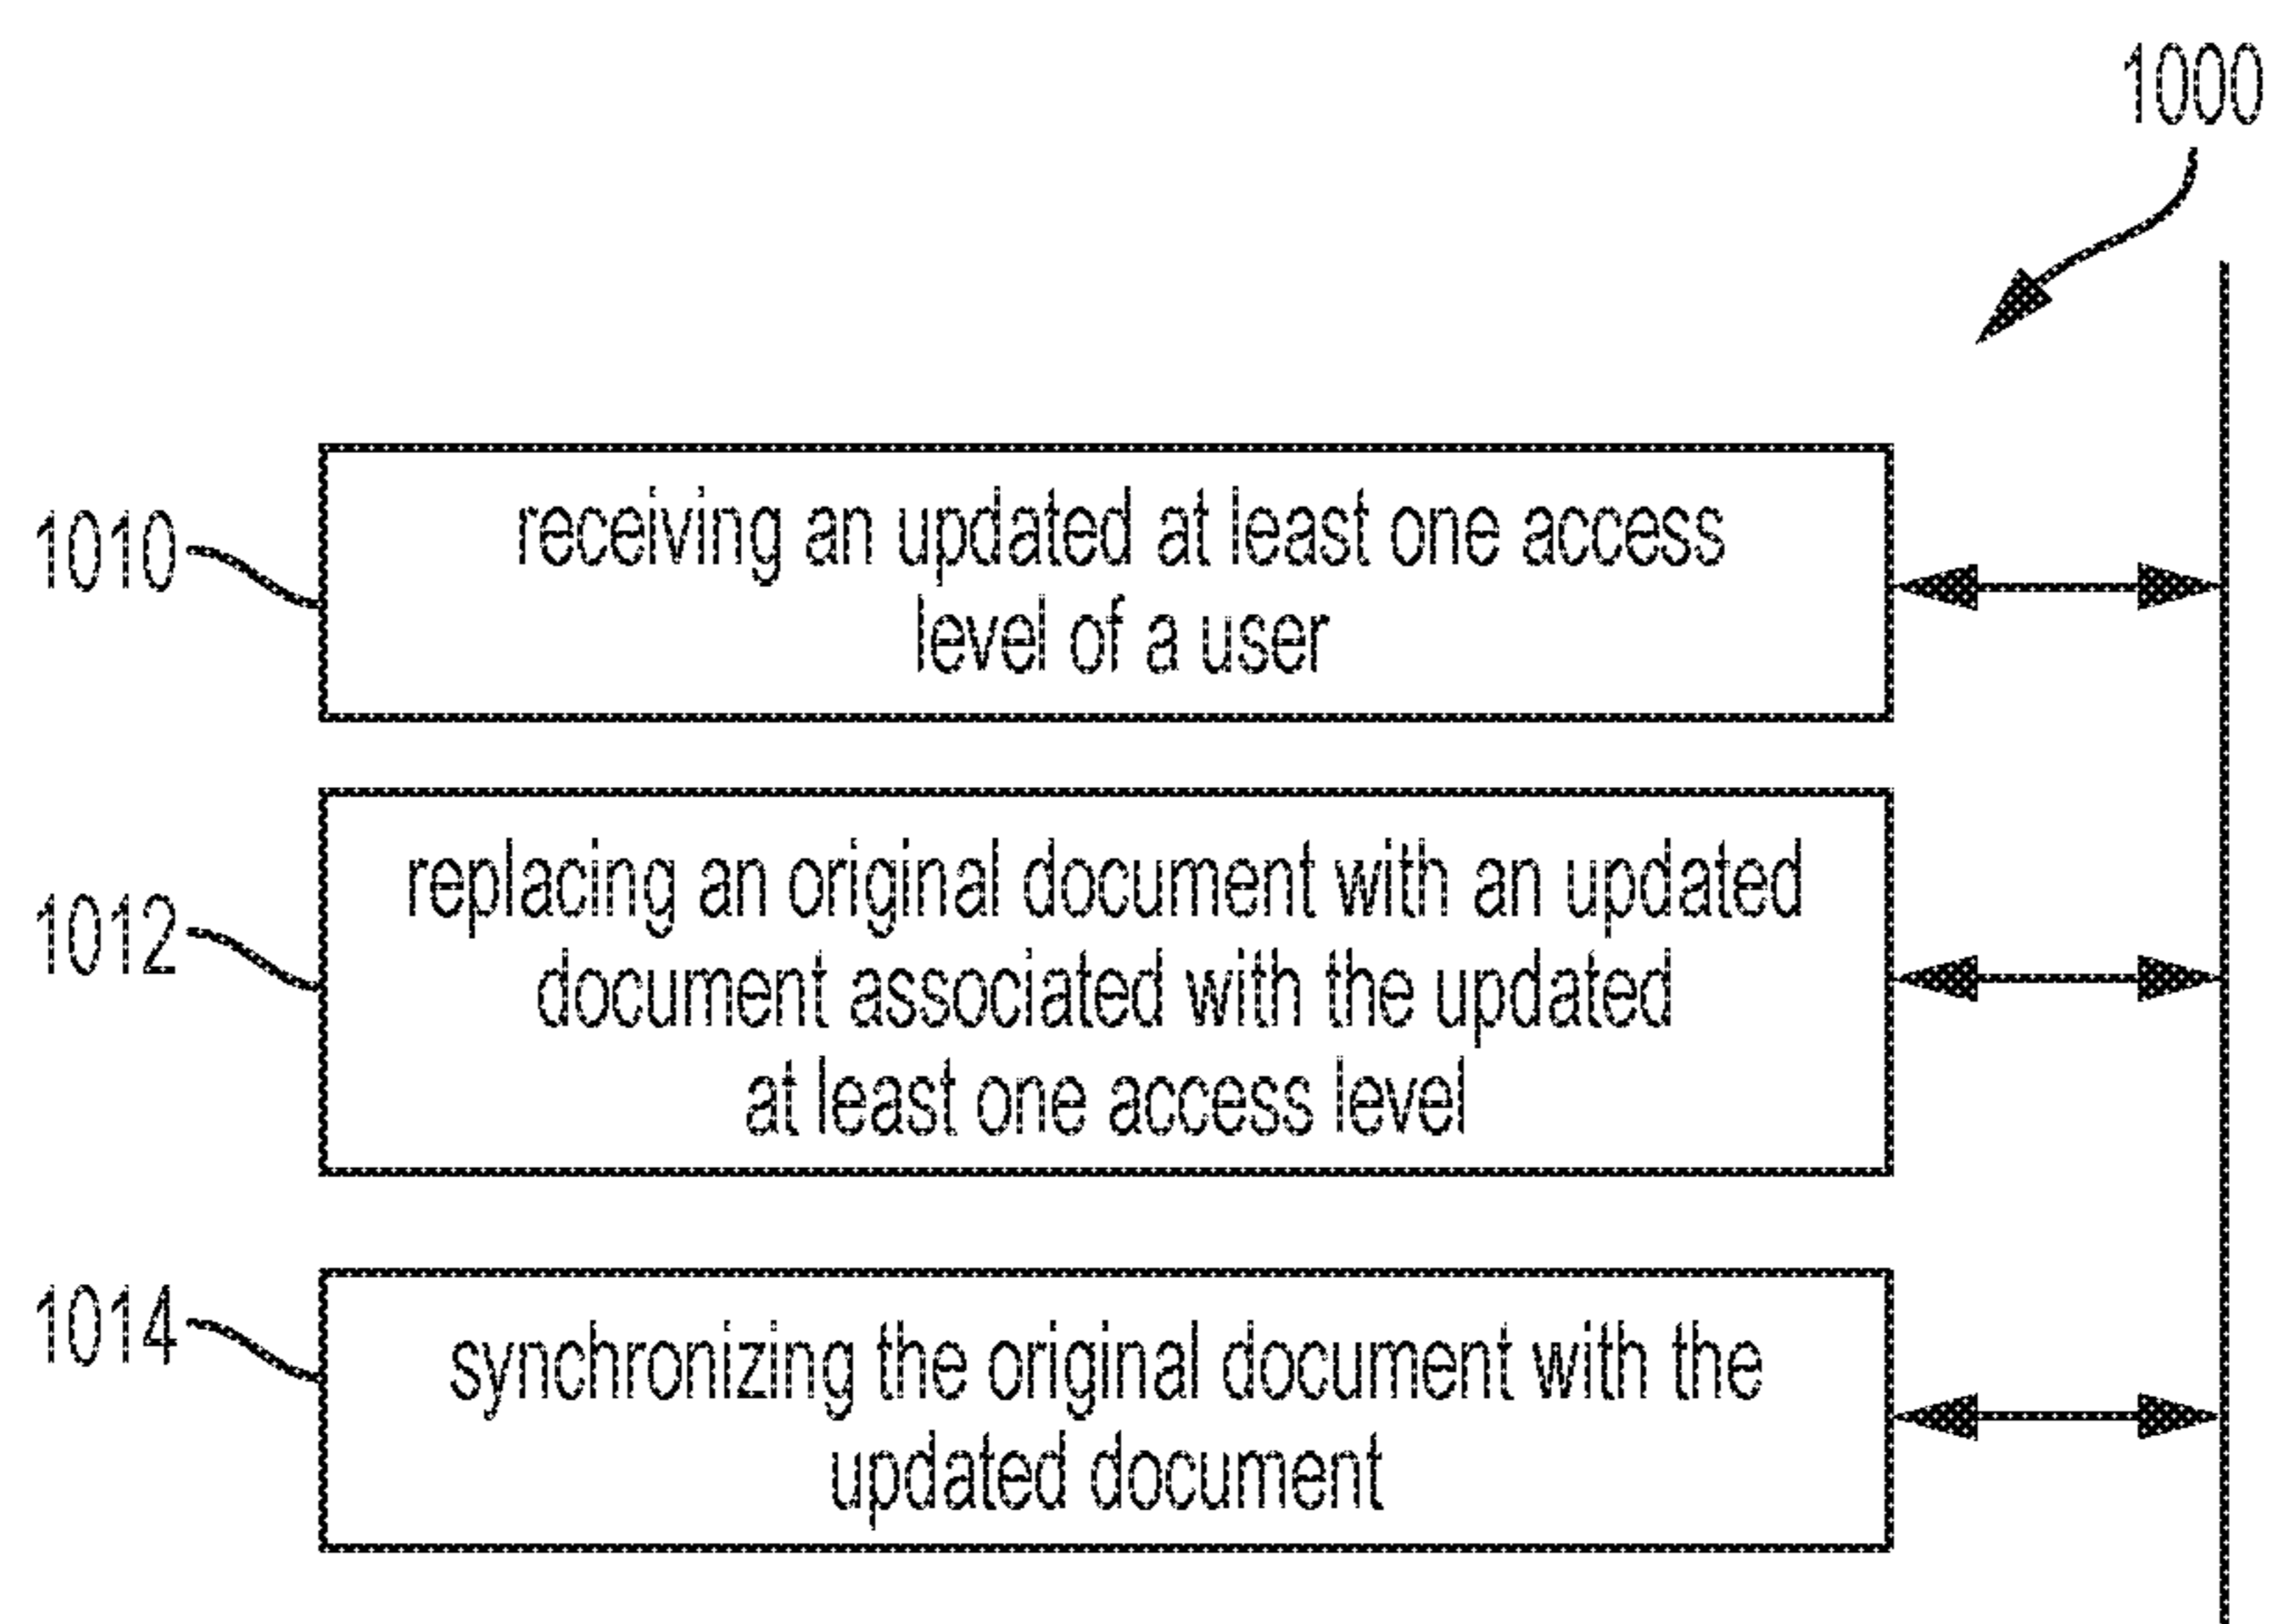 1000
1010
receiving an updated at least one access
level of a user
1012
replacing an original document with an updated
document associated with the updated
at least one access level
1014
synchronizing the original document with the
updated document